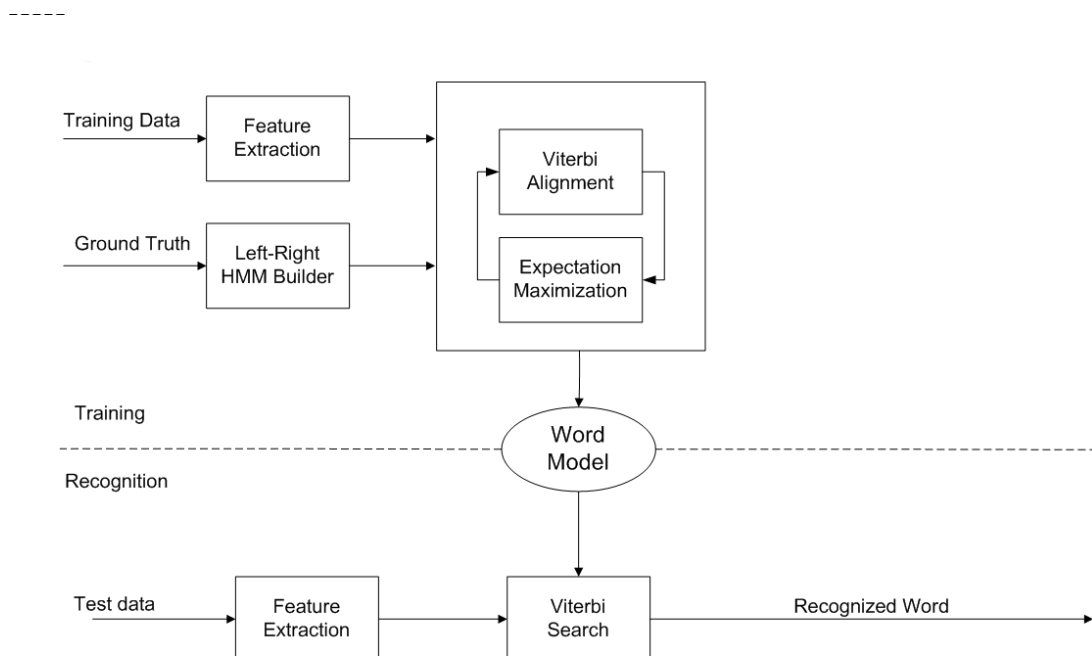 Training Data
Feature
Extraction
Viterbi
Alignment
Ground Truth
Left-Right
HMM Builder
Expectation
Maximization
Training
Word
Model
Recognition
Test data
Feature
Extraction
Viterbi
Search
Recognized Word